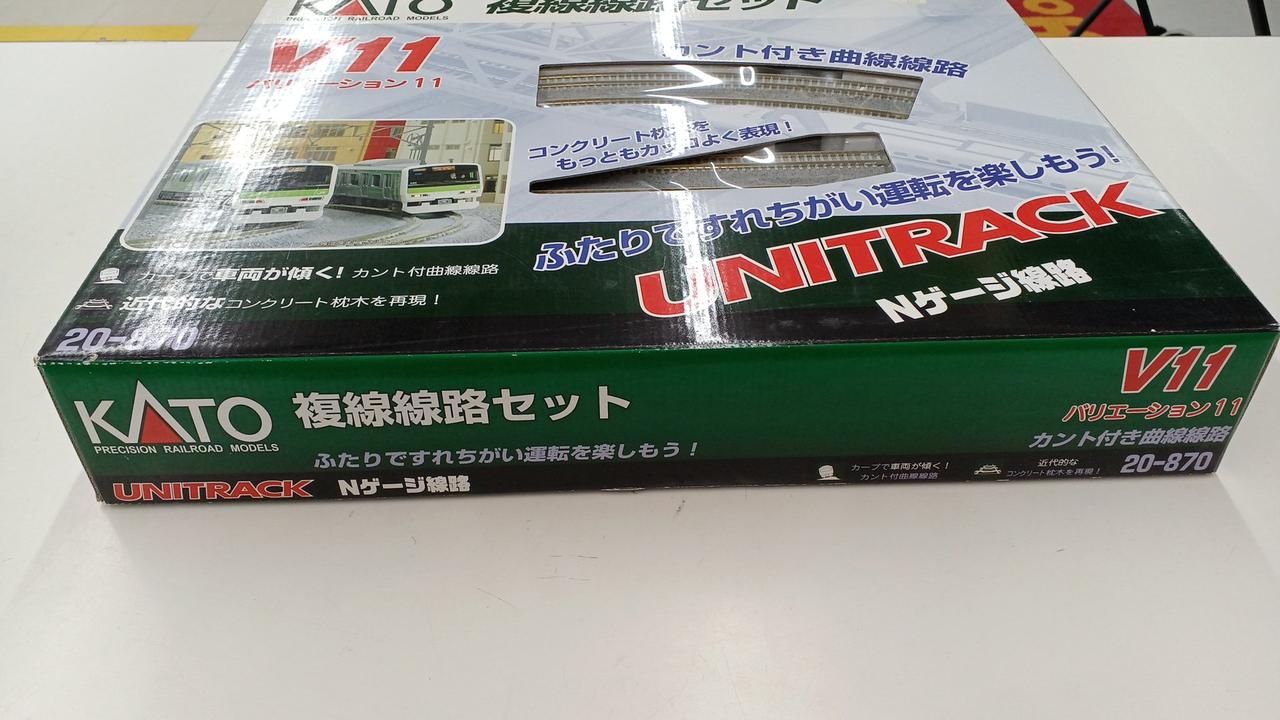 KATO
PRECISION RAILROAD MODELS
複線線路セット
V11
バリエーション11
カント付き曲線線路
コンクリート枕木を
もっともカッコよく表現！
ふたりですれちがい運転を楽しもう！
UNITRACK
Nゲージ線路
カーブで車両が傾く！カント付曲線線路
近代的なコンクリート枕木を再現！
20-870
KATO
PRECISION RAILROAD MODELS
複線線路セット
ふたりですれちがい運転を楽しもう！
UNITRACK Nゲージ線路
V11
バリエーション11
カント付き曲線線路
カーブで車両が傾く！
カント付曲線線路
近代的な
コンクリート枕木を再現！
20-870